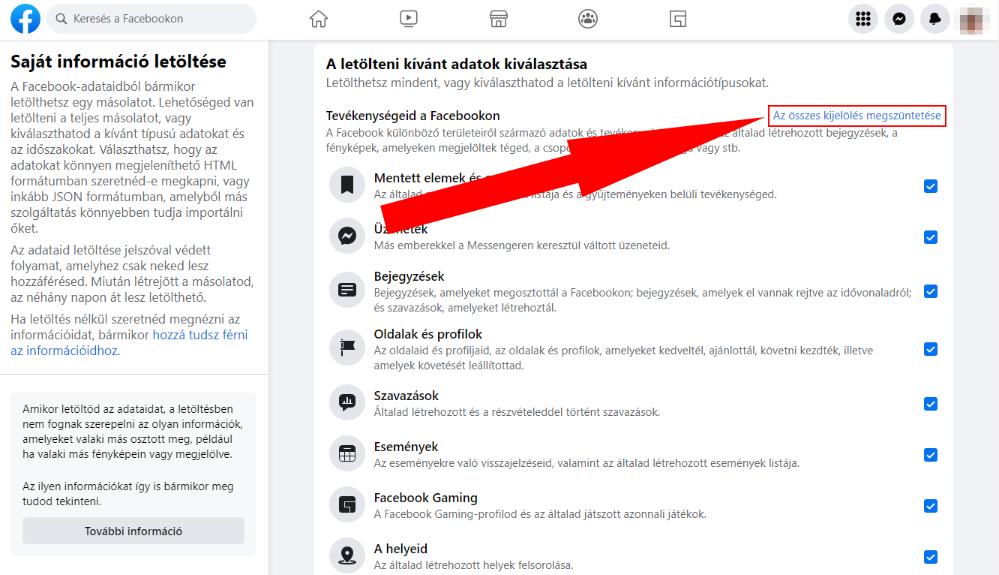 Keresés a Facebookon
Saját információ letöltése
A Facebook-adataidból bármikor
letölthetsz egy másolatot. Lehetőséged van
letölteni a teljes másolatot, vagy
kiválaszthatod a kívánt típusú adatokat és
az időszakokat. Választhatsz, hogy az
adatokat könnyen megjeleníthető HTML
formátumban szeretnéd-e megkapni, vagy
inkább JSON formátumban, amelyből más
szolgáltatás könnyebben tudja importálni
őket.
Az adataid letöltése jelszóval védett
folyamat, amelyhez csak neked lesz
hozzáférésed. Miután létrejött a másolatod,
az néhány napon át lesz letölthető.
Ha letöltés nélkül szeretnéd megnézni az
információidat, bármikor hozzá tudsz férni
az információidhoz.
Amikor letöltöd az adataidat, a letöltésben
nem fognak szerepelni az olyan információk,
amelyeket valaki más osztott meg, például
ha valaki más fényképein vagy megjelölve.
Az ilyen információkat így is bármikor meg
tudod tekinteni.
További információ
A letölteni kívánt adatok kiválasztása
Letölthetsz mindent, vagy kiválaszthatod a letölteni kívánt információtípusokat.
Tevékenységeid a Facebookon
Az összes kijelölés megszüntetése
A Facebook különböző területeiről származó adatok és általad létrehozott bejegyzések, a
fényképek, amelyeken megjelöltek téged, a vagy stb.
Mentett elemek és
Az általad listája és a gyűjteményeken belüli tevékenységed.
Üzenetek
Más emberekkel a Messengeren keresztül váltott üzeneteid.
Bejegyzések
Bejegyzések, amelyeket megosztottál a Facebookon; bejegyzések, amelyek el vannak rejtve az idővonaladról;
és szavazások, amelyeket létrehoztál.
Oldalak és profilok
Az oldalaid és profiljaid, az oldalak és profilok, amelyeket kedveltél, ajánlottál, követni kezdték, illetve
amelyek követését leállítottad.
Szavazások
Általad létrehozott és a részvételeddel történt szavazások.
Események
Az eseményekre való visszajelzéseid, valamint az általad létrehozott események listája.
Facebook Gaming
A Facebook Gaming-profilod és az általad játszott azonnali játékok.
A helyeid
Az általad létrehozott helyek felsorolása.